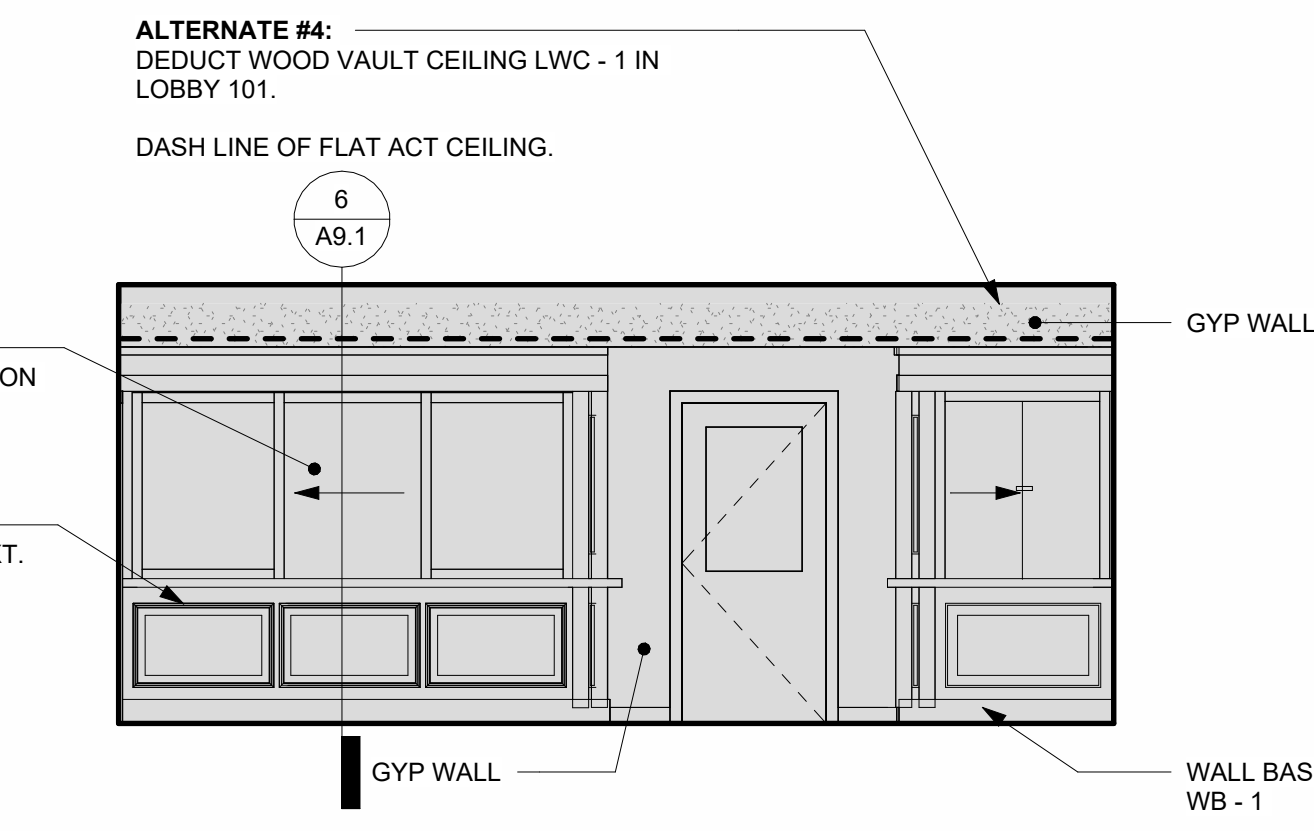 ALTERNATE #4:
DEDUCT WOOD VAULT CEILING LWC - 1 IN
LOBBY 101.
DASH LINE OF FLAT ACT CEILING.
6
A9.1
GYP WALL
ON
T.
GYP WALL
WALL BAS
WB - 1